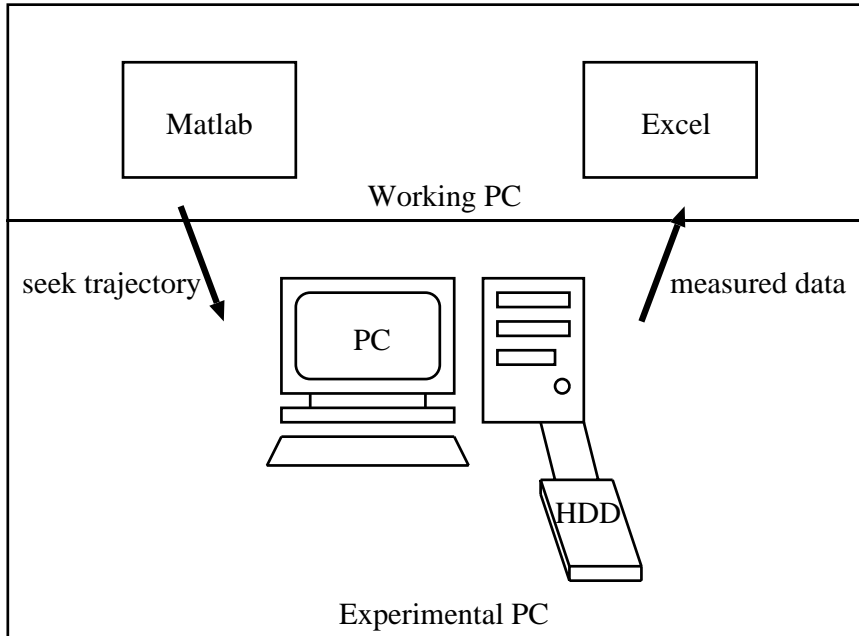 Matlab
Excel
Working PC
seek trajectory
measured data
PC
HDD
Experimental PC